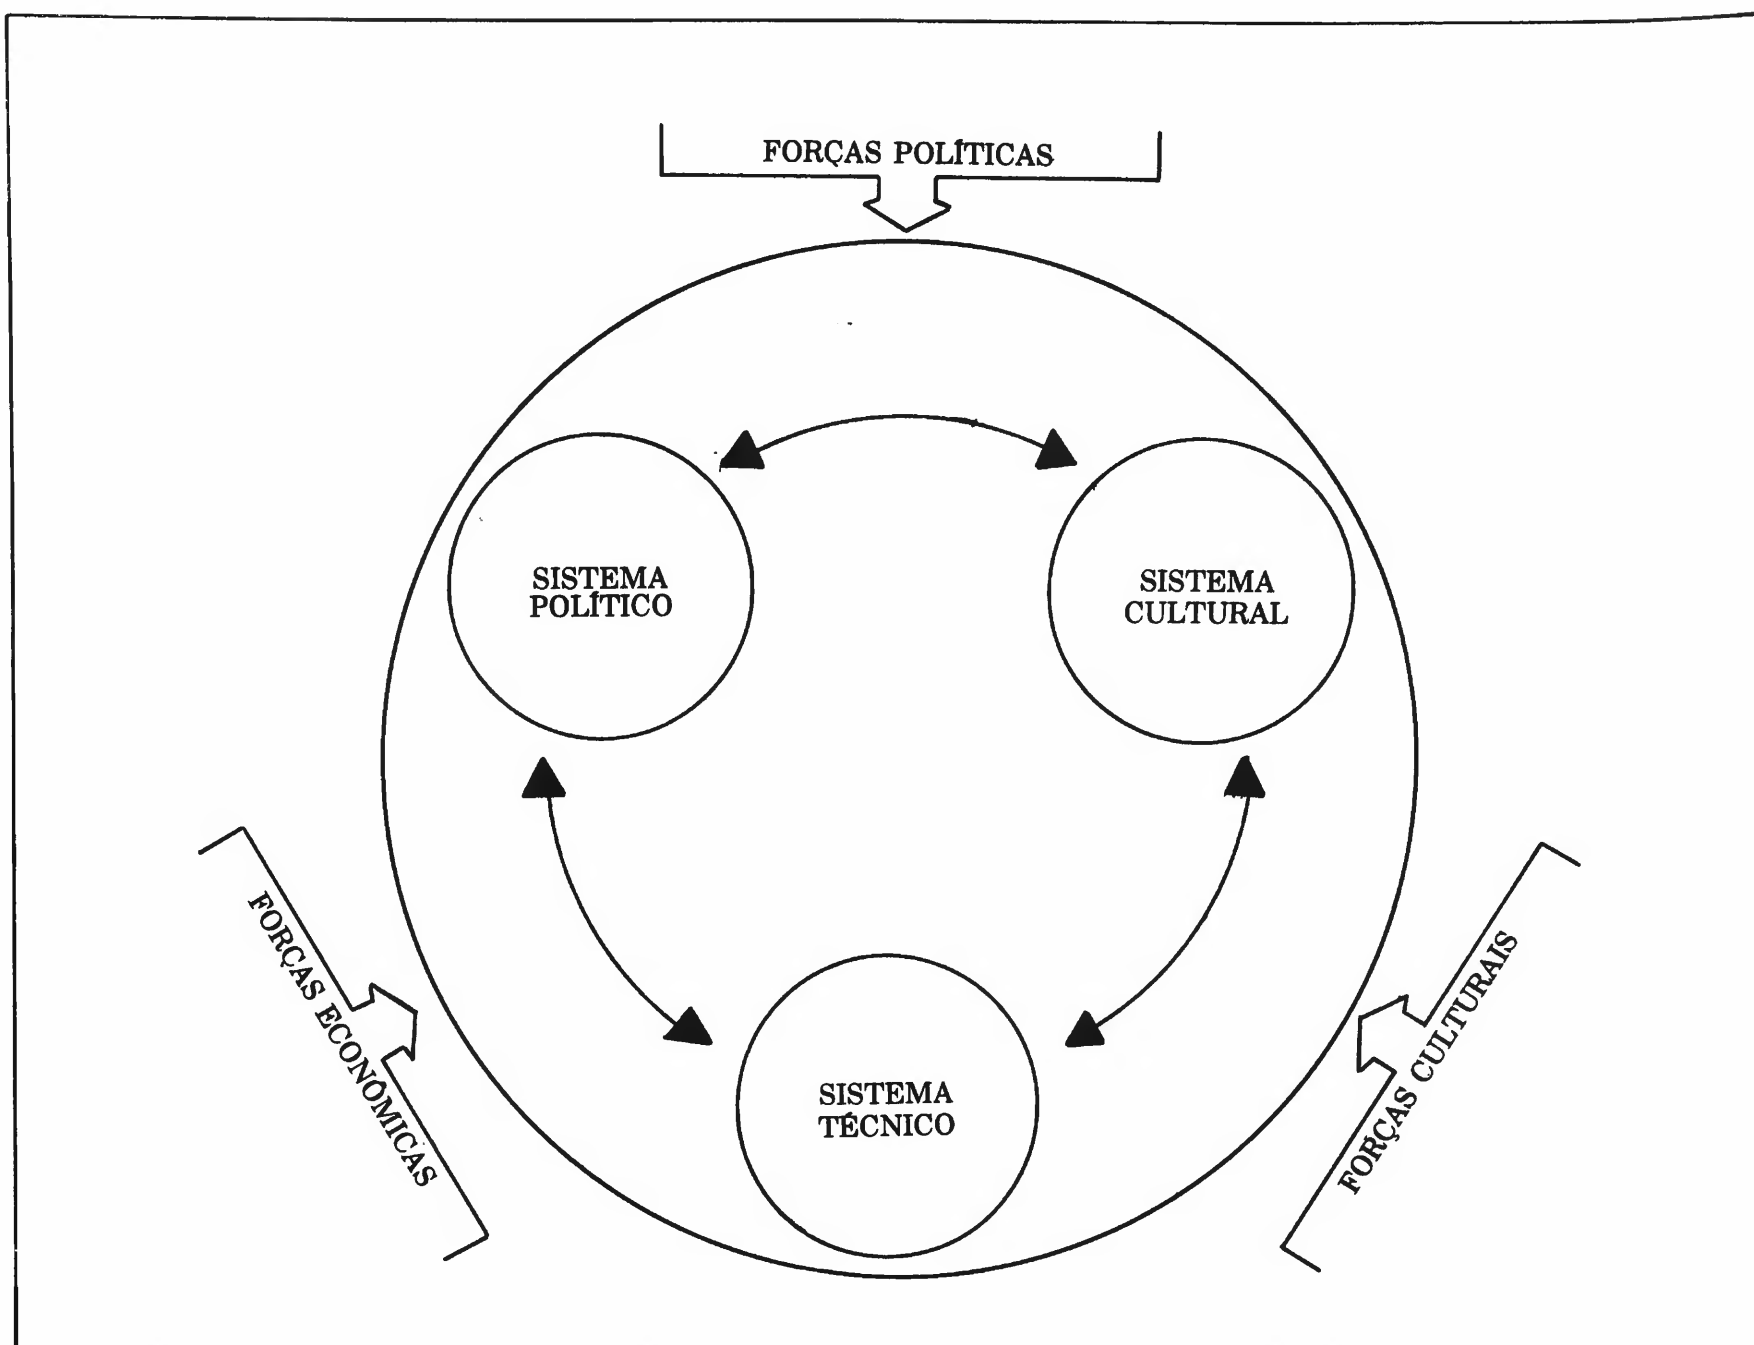 FORÇAS POLÍTICAS
SISTEMA
POLÍTICO
SISTEMA
CULTURAL
FORÇAS ECONÔMICAS
FORÇAS CULTURAIS
SISTEMA
TÉCNICO